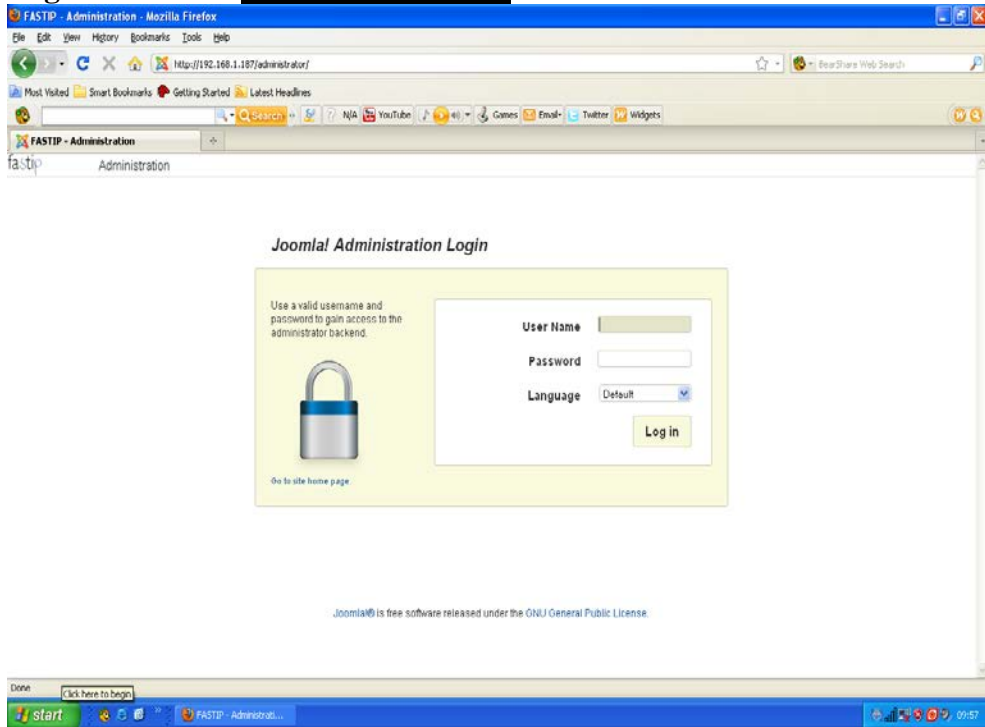 FASTIP - Administration - Mozilla Firefox
File Edit View History Bookmarks Tools Help
http://192.168.1.187/administrator/
BearShare Web Search
Most Visited Smart Bookmarks Getting Started Latest Headlines
Search N/A YouTube Games Email Twitter Widgets
FASTIP - Administration
fastip Administration
Joomla! Administration Login
Use a valid username and
password to gain access to the
administrator backend.
User Name
Password
Language Default
Log in
Go to site home page.
Joomla!® is free software released under the GNU General Public License.
Done
Click here to begin
start FASTIP - Administrati... 09:57